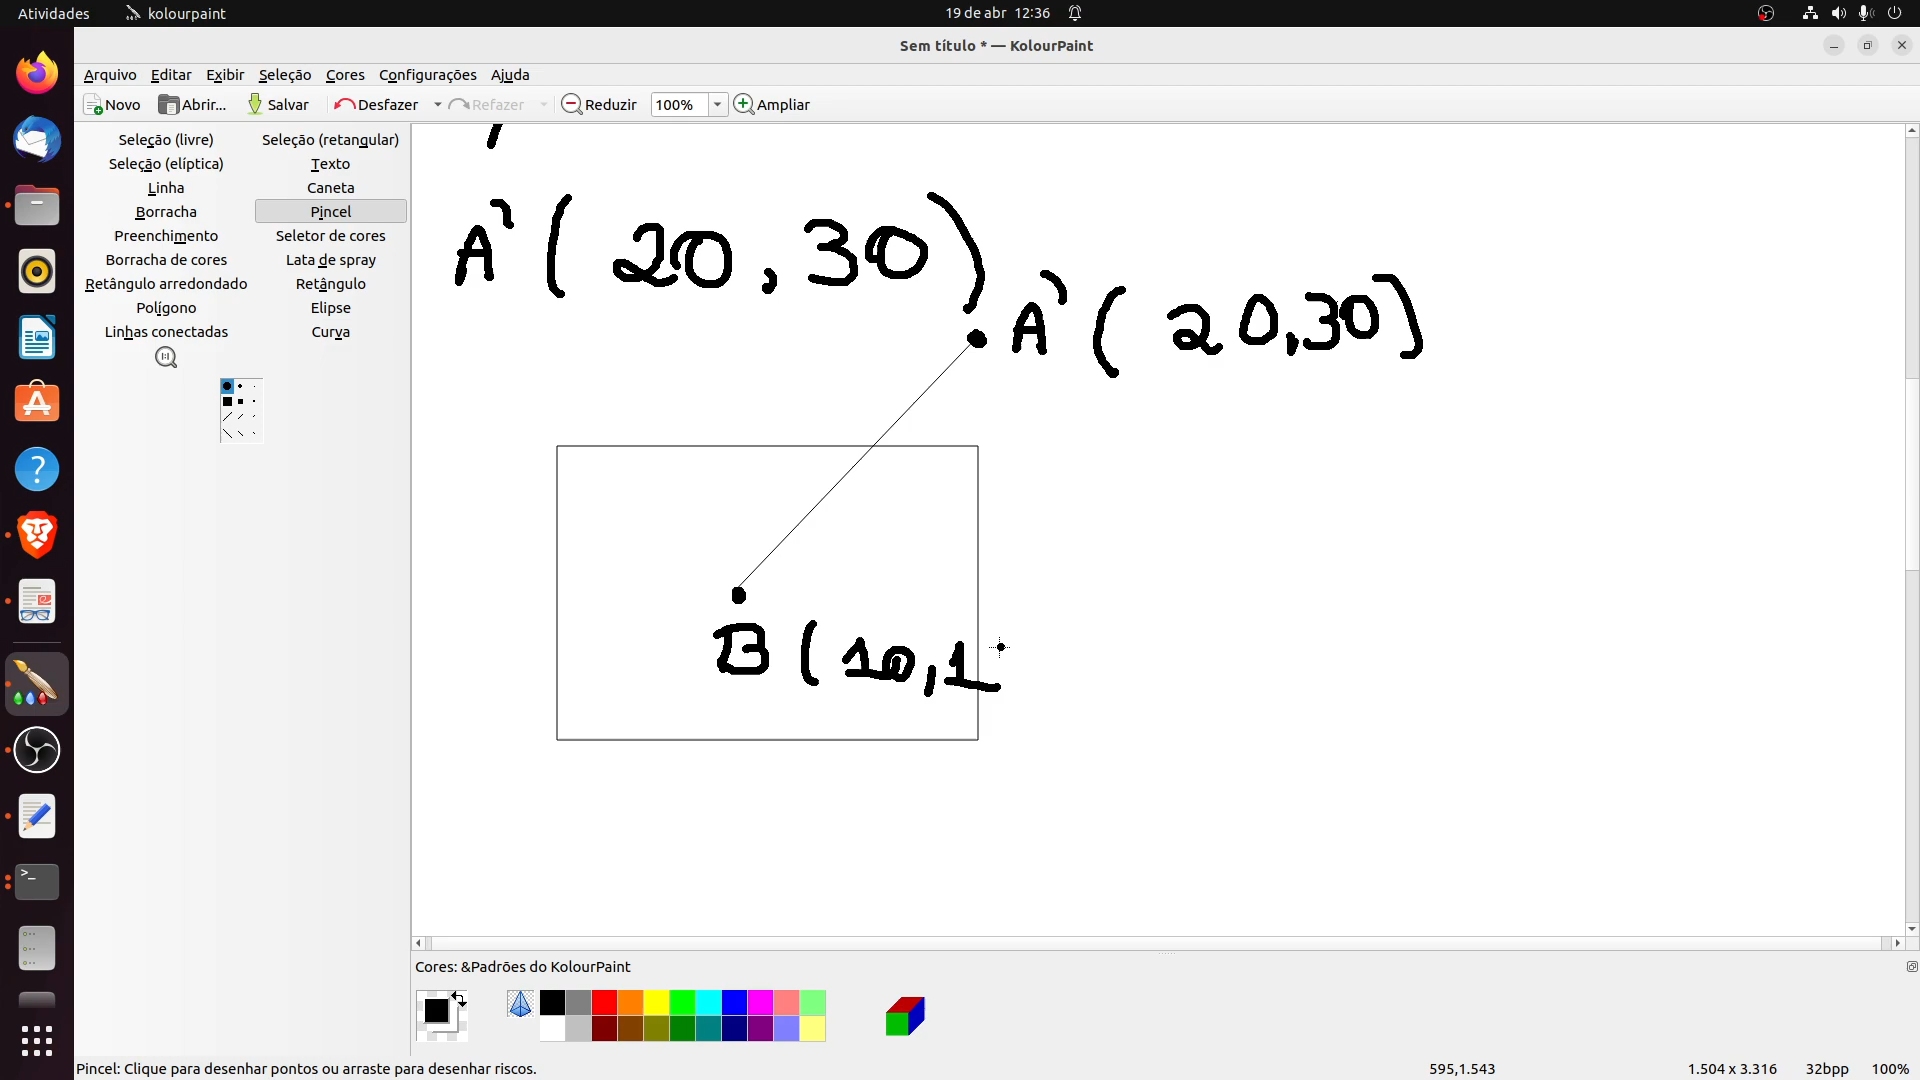 Atividades kolourpaint 19 de abr 12:36
Sem título * — KolourPaint
Arquivo Editar Exibir Seleção Cores Configurações Ajuda
Novo Abrir... Salvar Desfazer Refazer Reduzir 100% Ampliar
Seleção (livre) Seleção (retangular)
Seleção (elíptica) Texto
Linha Caneta
Borracha Pincel
Preenchimento Seletor de cores
Borracha de cores Lata de spray
Retângulo arredondado Retângulo
Polígono Elipse
Linhas conectadas Curva
A' ( 20, 30)
A' ( 20,30)
B ( 10,1
Cores: &Padrões do KolourPaint
Pincel: Clique para desenhar pontos ou arraste para desenhar riscos. 595,1.543 1.504 x 3.316 32bpp 100%